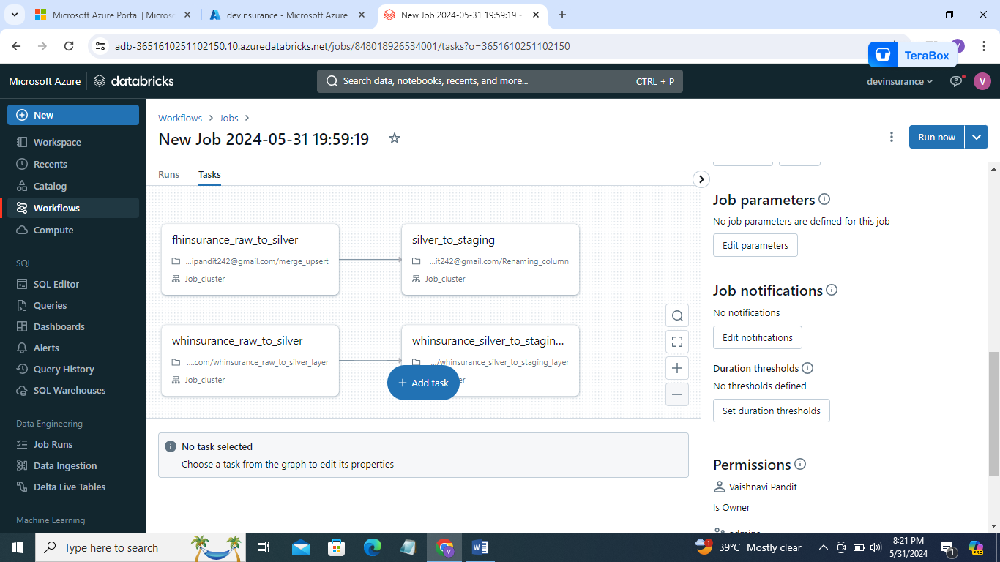 Microsoft Azure Portal | Micros
devinsurance - Microsoft Azure
New Job 2024-05-31 19:59:19 -
adb-3651610251102150.10.azuredatabricks.net/jobs/848018926534001/tasks?o=3651610251102150
TeraBox
Microsoft Azure
databricks
Search data, notebooks, recents, and more...
CTRL + P
devinsurance
V
New
Workspace
Recents
Catalog
Workflows
Compute
SQL
SQL Editor
Queries
Dashboards
Alerts
Query History
SQL Warehouses
Data Engineering
Job Runs
Data Ingestion
Delta Live Tables
Machine Learning
Workflows > Jobs >
New Job 2024-05-31 19:59:19
Run now
Runs
Tasks
fhinsurance_raw_to_silver
...ipandit242@gmail.com/merge_upsert
Job_cluster
silver_to_staging
...it242@gmail.com/Renaming_column
Job_cluster
whinsurance_raw_to_silver
....com/whinsurance_raw_to_silver_layer
Job_cluster
whinsurance_silver_to_stagin...
.../whinsurance_silver_to_staging_layer
er
+ Add task
No task selected
Choose a task from the graph to edit its properties
Job parameters
No job parameters are defined for this job
Edit parameters
Job notifications
No notifications
Edit notifications
Duration thresholds
No thresholds defined
Set duration thresholds
Permissions
Vaishnavi Pandit
Is Owner
Type here to search
39°C Mostly clear
8:21 PM
5/31/2024
1
PRE